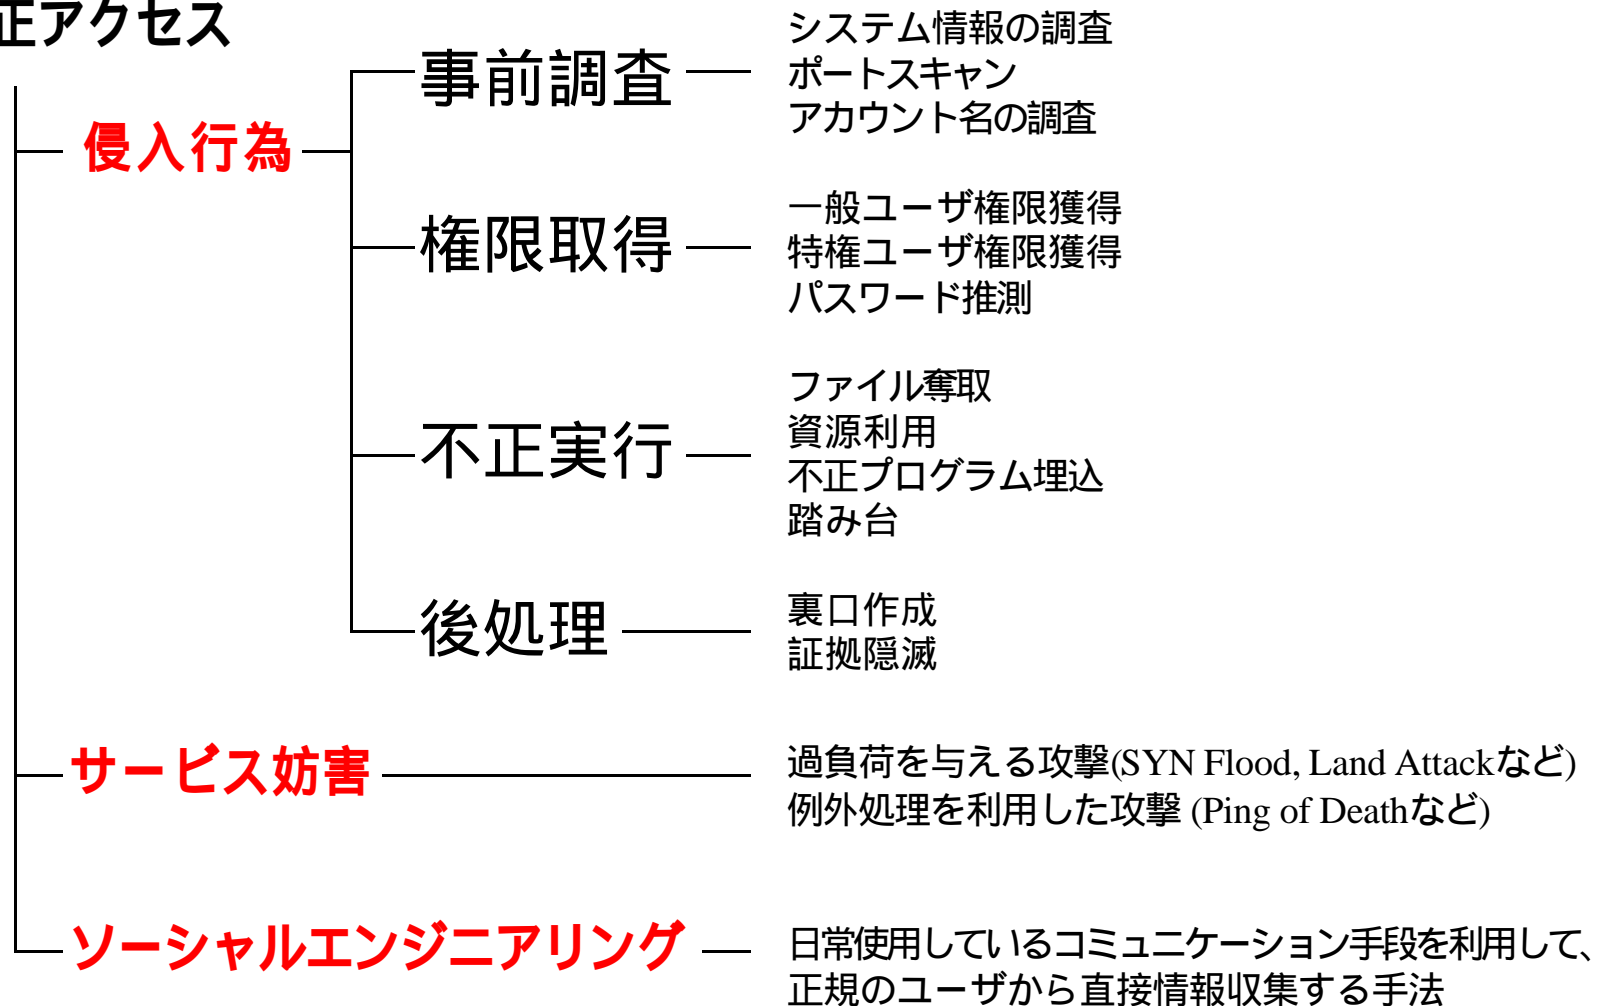 正アクセス
侵入行為
事前調査
システム情報の調査
ポートスキャン
アカウント名の調査
権限取得
一般ユーザ権限獲得
特権ユーザ権限獲得
パスワード推測
不正実行
ファイル奪取
資源利用
不正プログラム埋込
踏み台
後処理
裏口作成
証拠隠滅
サービス妨害
過負荷を与える攻撃(SYN Flood, Land Attackなど)
例外処理を利用した攻撃 (Ping of Deathなど)
ソーシャルエンジニアリング
日常使用しているコミュニケーション手段を利用して、
正規のユーザから直接情報収集する手法